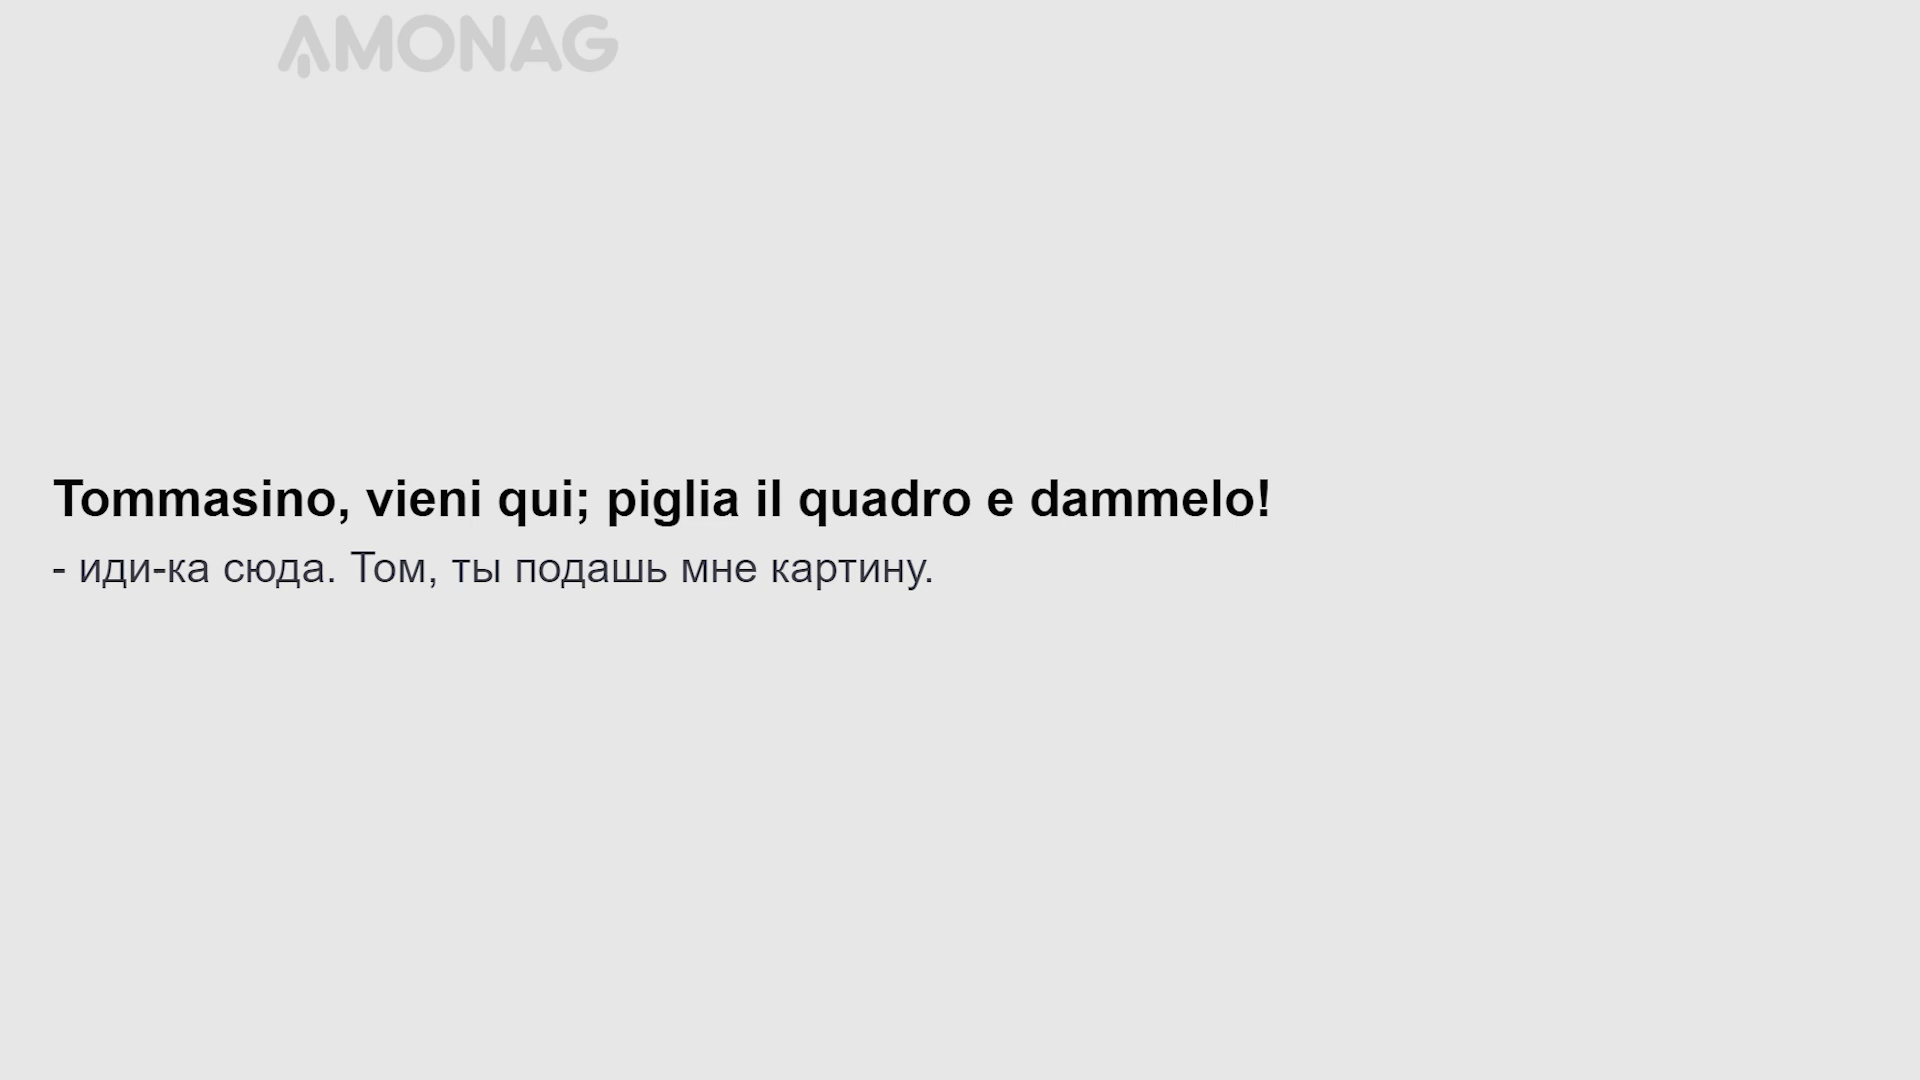 AMONAG
Tommasino, vieni qui; piglia il quadro e dammelo!
- иди-ка сюда. Том, ты подашь мне картину.